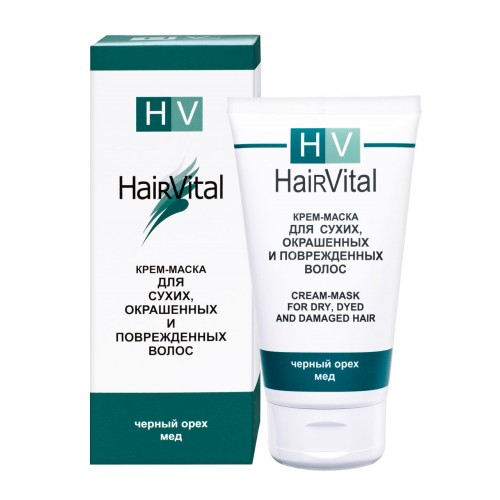 HV
HairVital
КРЕМ-МАСКА
ДЛЯ
СУХИХ,
ОКРАШЕННЫХ
И
ПОВРЕЖДЕННЫХ
ВОЛОС
черный орех
мед
HV
HairVital
КРЕМ-МАСКА
ДЛЯ СУХИХ,
ОКРАШЕННЫХ
И ПОВРЕЖДЕННЫХ
ВОЛОС
CREAM-MASK
FOR DRY, DYED
AND DAMAGED HAIR
черный орех
мед